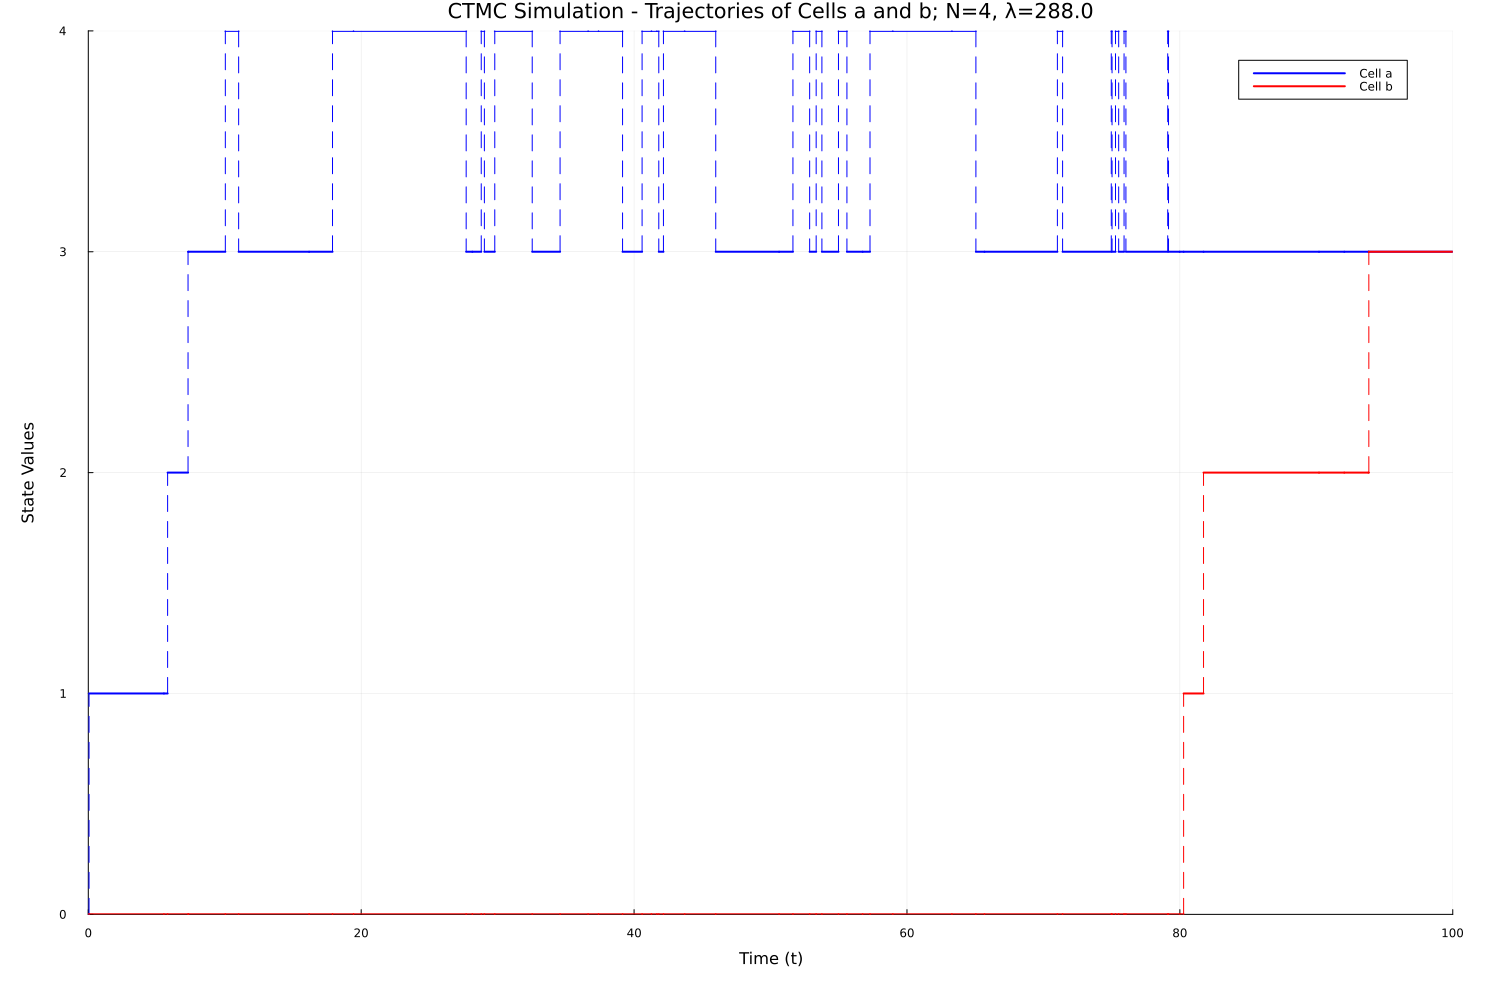 CTMC Simulation - Trajectories of Cells a and b; N=4, λ=288.0
4
3
2
1
0
State Values
Cell a
Cell b
0 20 40 60 80 100
Time (t)